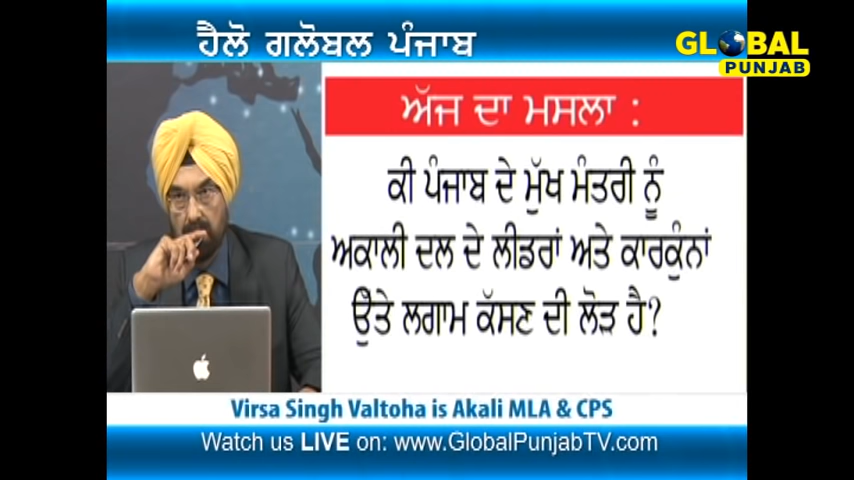 ਹੈਲੋ ਗਲੋਬਲ ਪੰਜਾਬ
GLOBAL
PUNJAB
ਅੱਜ ਦਾ ਮਸਲਾ :
ਕੀ ਪੰਜਾਬ ਦੇ ਮੁੱਖ ਮੰਤਰੀ ਨੂੰ
ਅਕਾਲੀ ਦਲ ਦੇ ਲੀਡਰਾਂ ਅਤੇ ਕਾਰਕੁੰਨਾਂ
ਉੱਤੇ ਲਗਾਮ ਕੱਸਣ ਦੀ ਲੋੜ ਹੈ?
Virsa Singh Valtoha is Akali MLA & CPS
Watch us LIVE on: www.GlobalPunjabTV.com